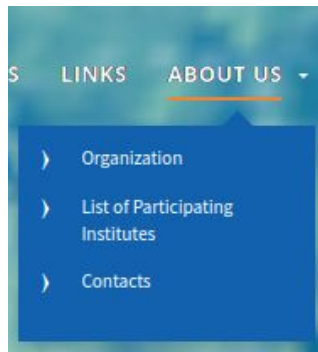 S LINKS ABOUT US
Organization
List of Participating
Institutes
Contacts